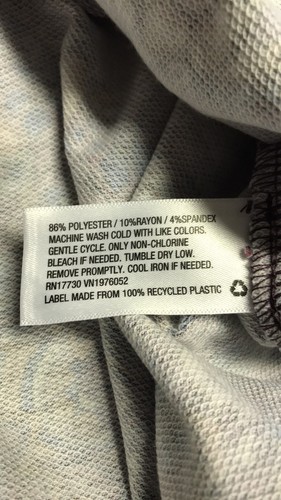 86% POLYESTER / 10%RAYON / 4%SPANDEX
MACHINE WASH COLD WITH LIKE COLORS.
GENTLE CYCLE. ONLY NON-CHLORINE
BLEACH IF NEEDED. TUMBLE DRY LOW.
REMOVE PROMPTLY. COOL IRON IF NEEDED.
RN17730 VN1976052
LABEL MADE FROM 100% RECYCLED PLASTIC